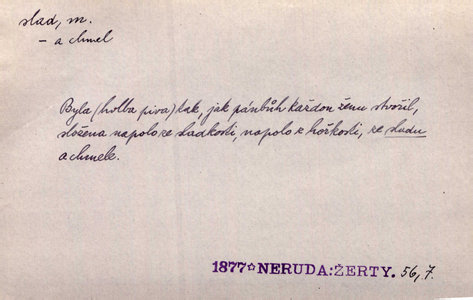 slad, m.
– a chmel
Byla (holba piva) tak, jak pánbůh každou ženu stvořil,
složena napolo ze sladkosti, napolo z hořkosti, ze sladu
a chmele.
1877☆NERUDA:ŽERTY. 56, 7.